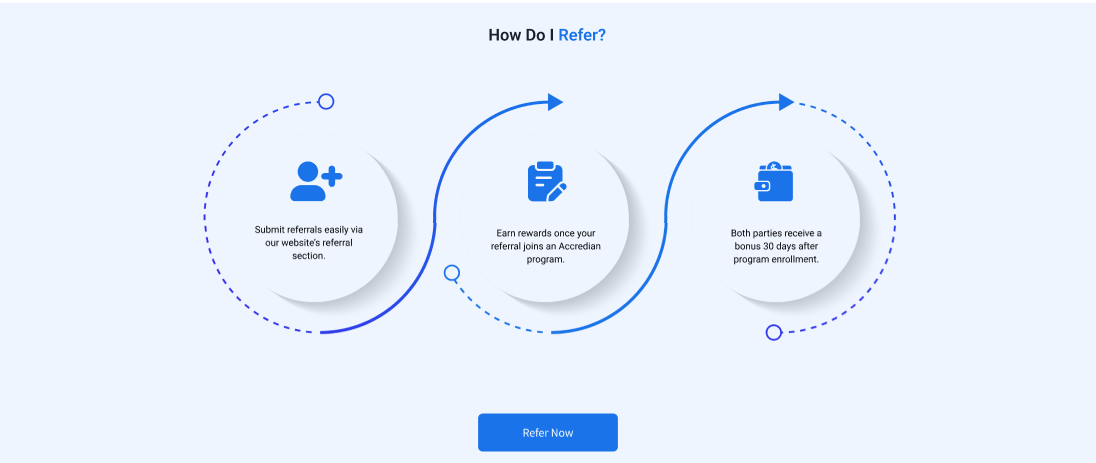 How Do I Refer?
Submit referrals easily via
our website's referral
section.
Earn rewards once your
referral joins an Accredian
program.
Both parties receive a
bonus 30 days after
program enrollment.
Refer Now